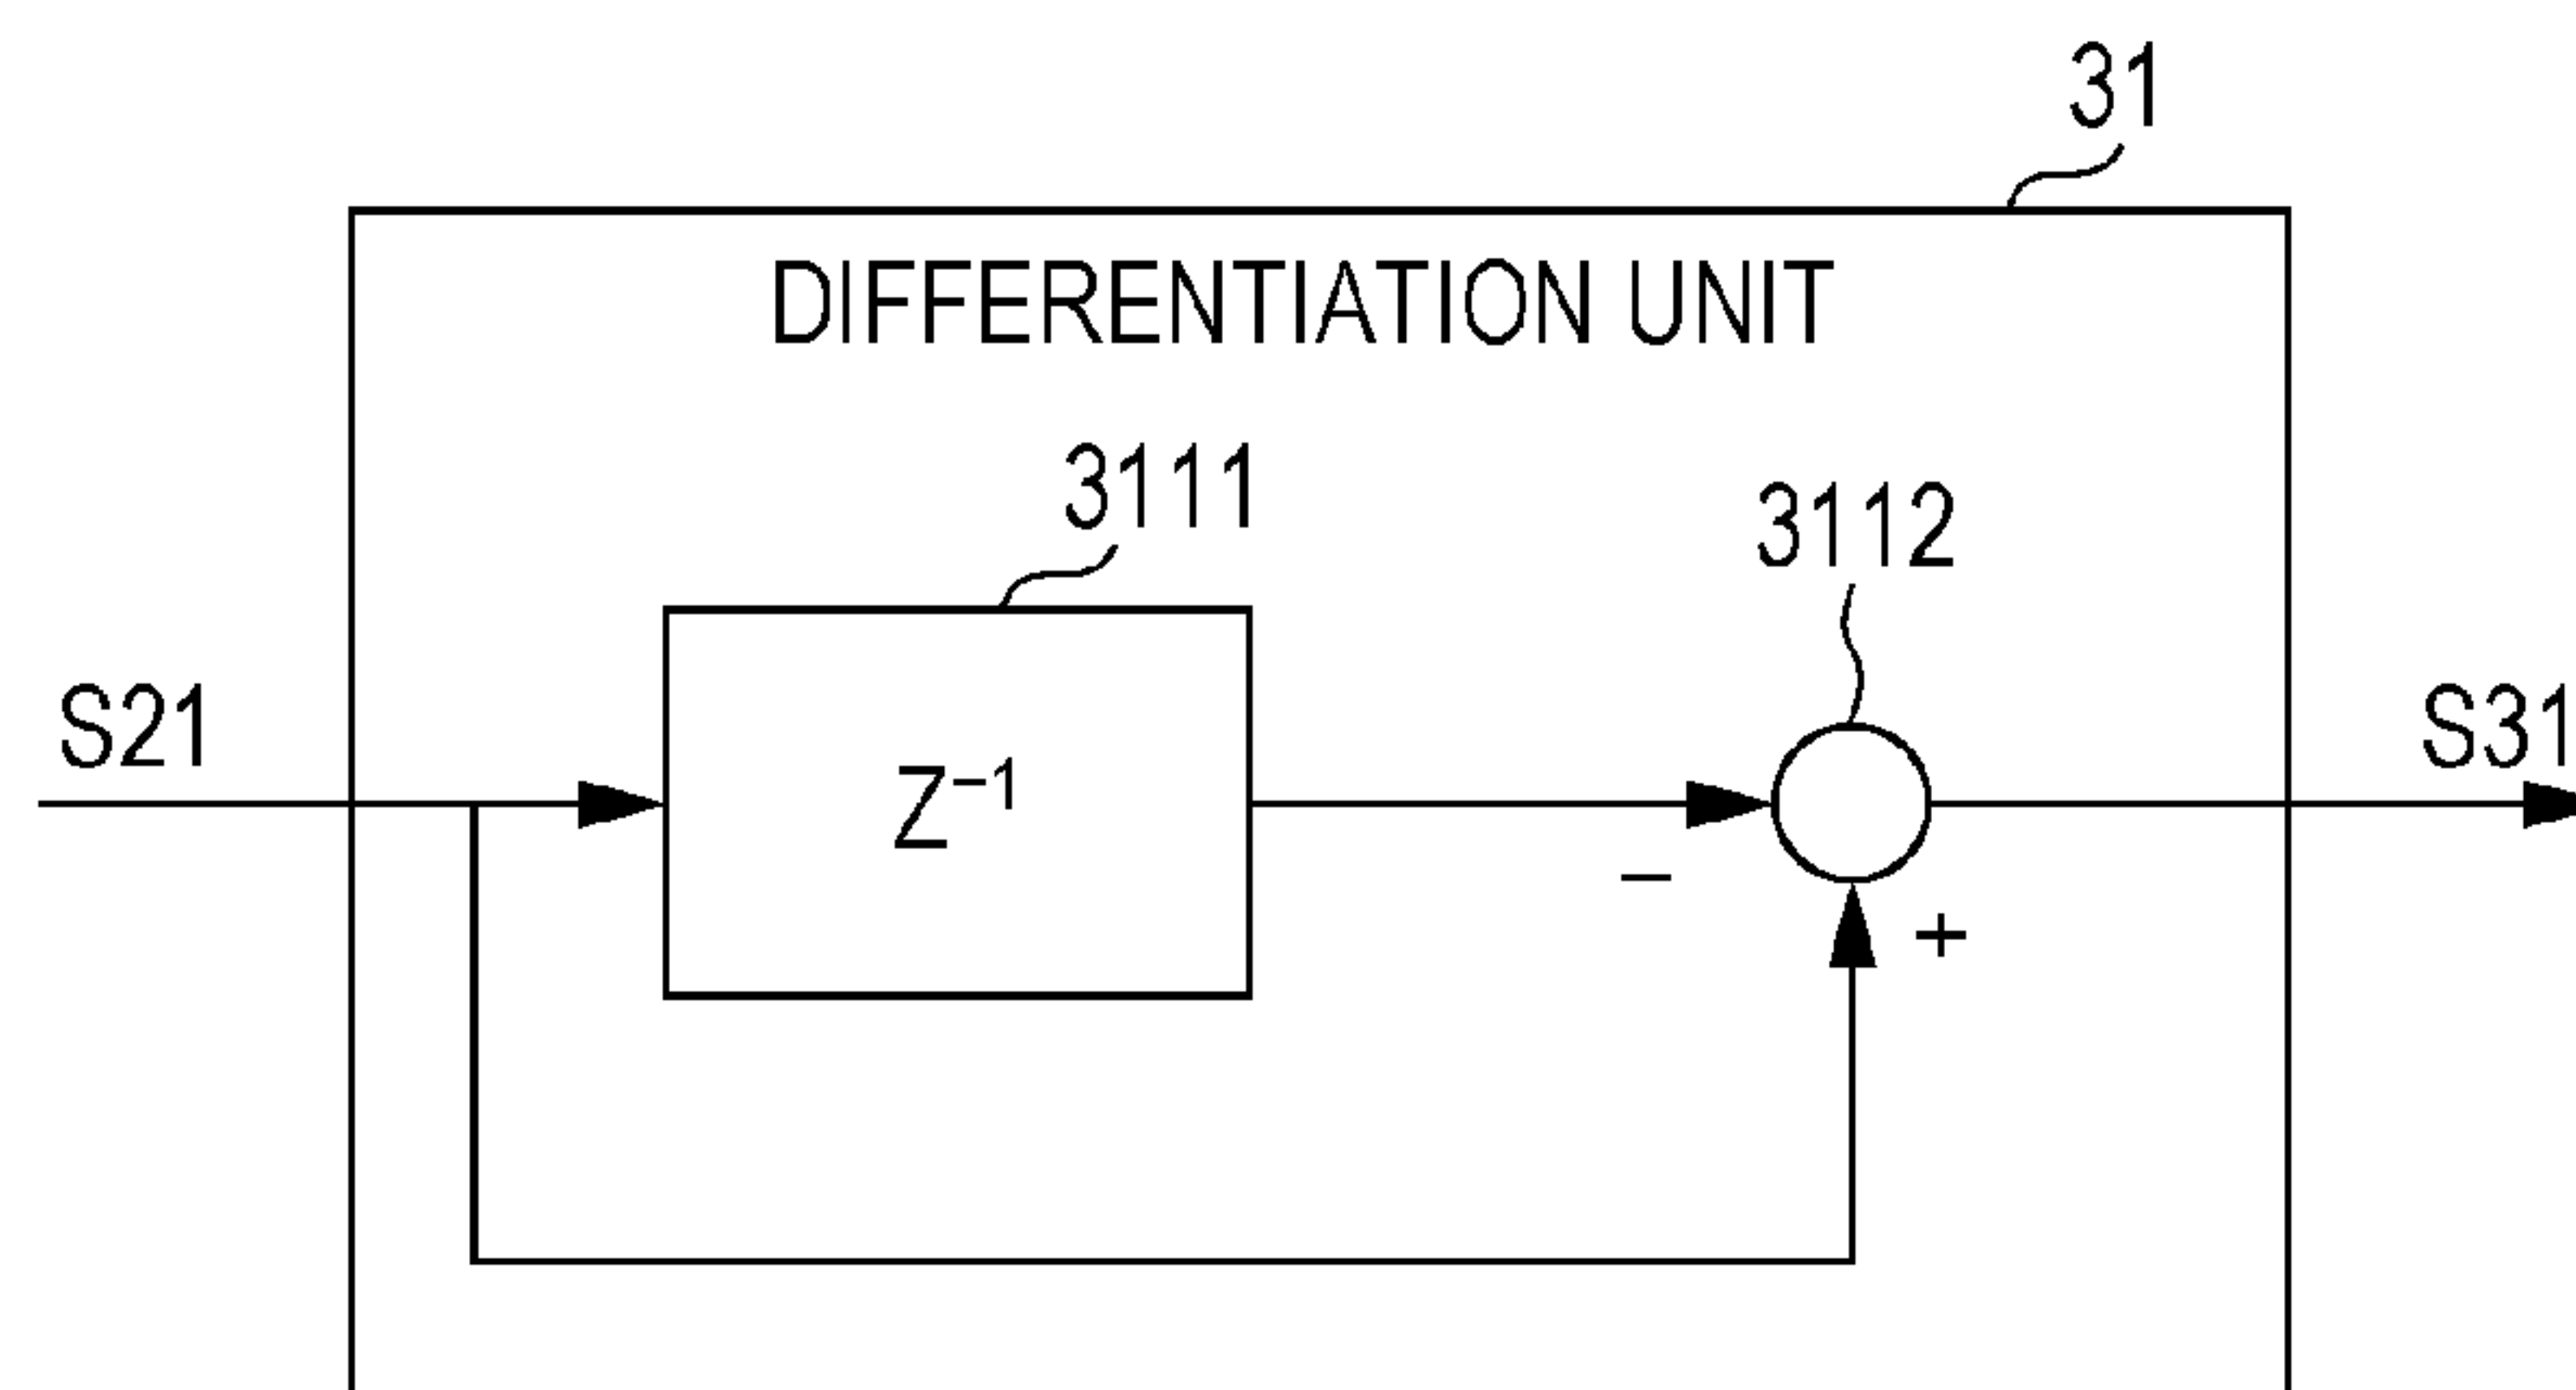 31
DIFFERENTIATION UNIT
3111
3112
S21
Z⁻¹
S31
−
+